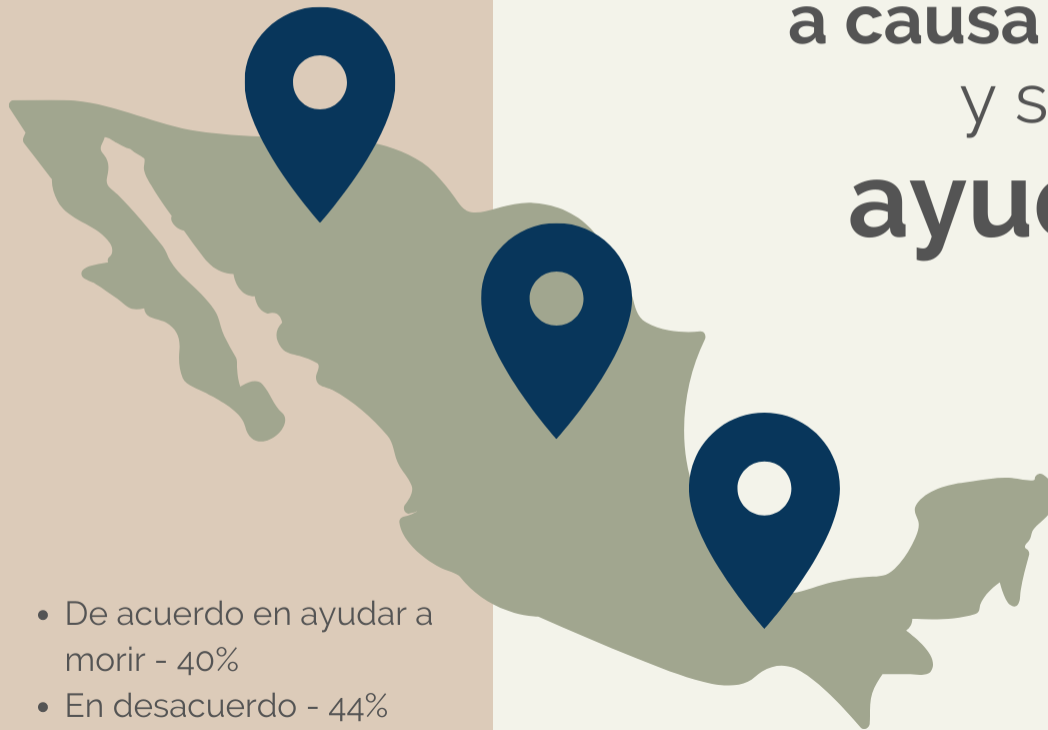 a causa
y s
ayu
• De acuerdo en ayudar a
morir - 40%
• En desacuerdo - 44%